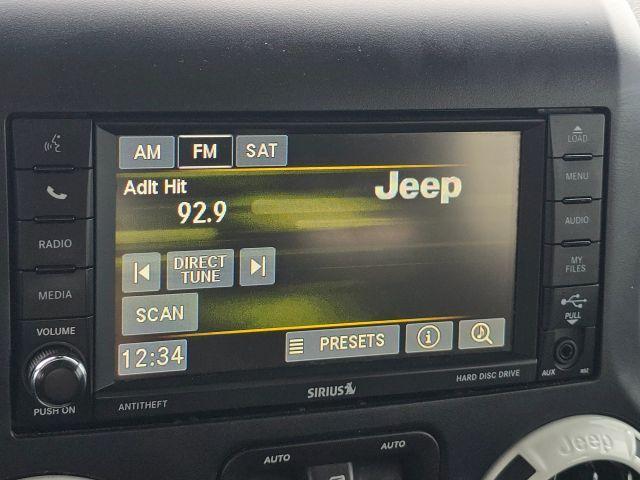 AM FM SAT
Adlt Hit
92.9
Jeep
DIRECT
TUNE
SCAN
PRESETS
12:34
RADIO
MEDIA
VOLUME
PUSH ON
LOAD
MENU
AUDIO
MY
FILES
PULL
AUX
ANTITHEFT
SIRIUS
HARD DISC DRIVE
AUTO
AUTO
Jeep